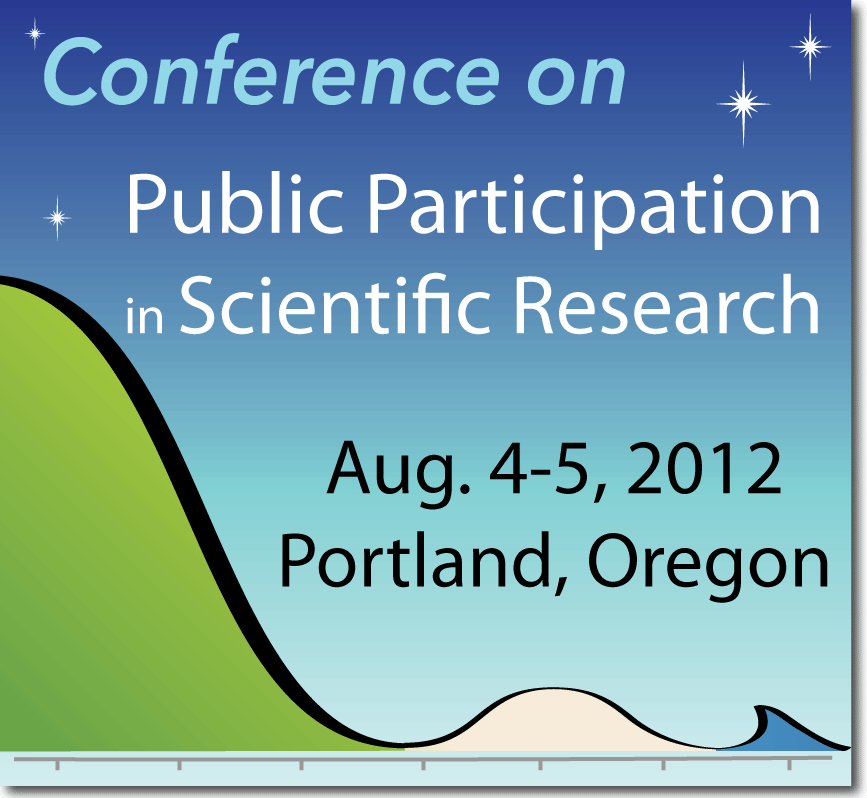 Conference on
Public Participation
in Scientific Research
Aug. 4-5, 2012
Portland, Oregon